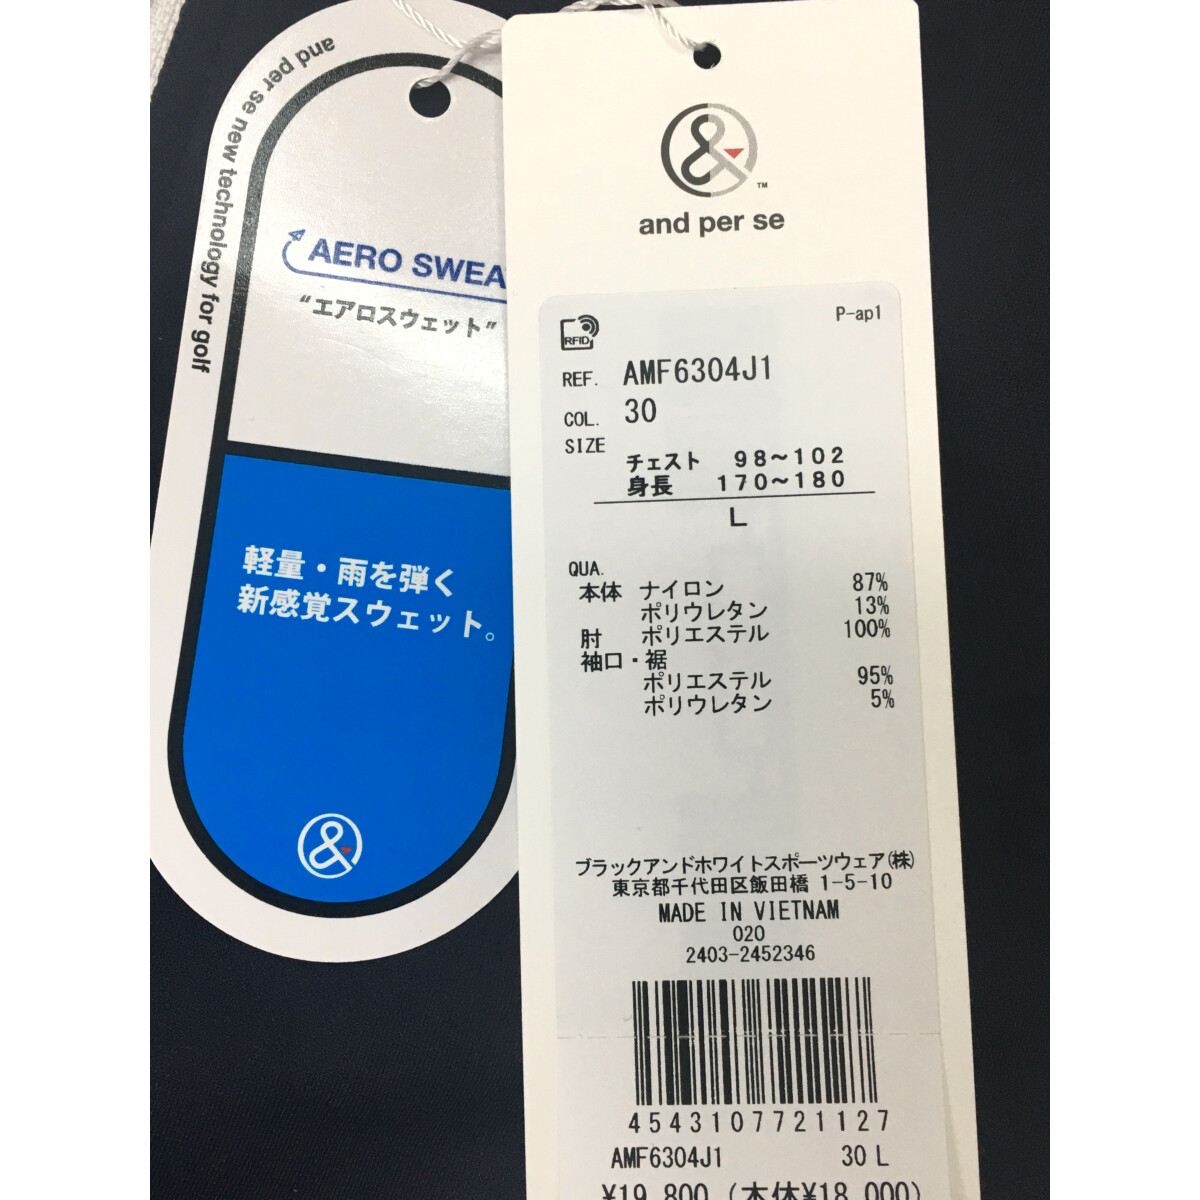 and per se new technology for golf
AERO SWEA
“エアロスウェット”
軽量・雨を弾く
新感覚スウェット。
&
&
TM
and per se
P-ap1
RFID
REF. AMF6304J1
COL. 30
SIZE
チェスト 98〜102
身長 170〜180
L
QUA.
本体 ナイロン 87%
ポリウレタン 13%
肘 ポリエステル 100%
袖口・裾
ポリエステル 95%
ポリウレタン 5%
ブラックアンドホワイトスポーツウェア(株)
東京都千代田区飯田橋 1-5-10
MADE IN VIETNAM
020
2403-2452346
4543107721127
AMF6304J1 30 L
¥19,800 (本体¥18,000)